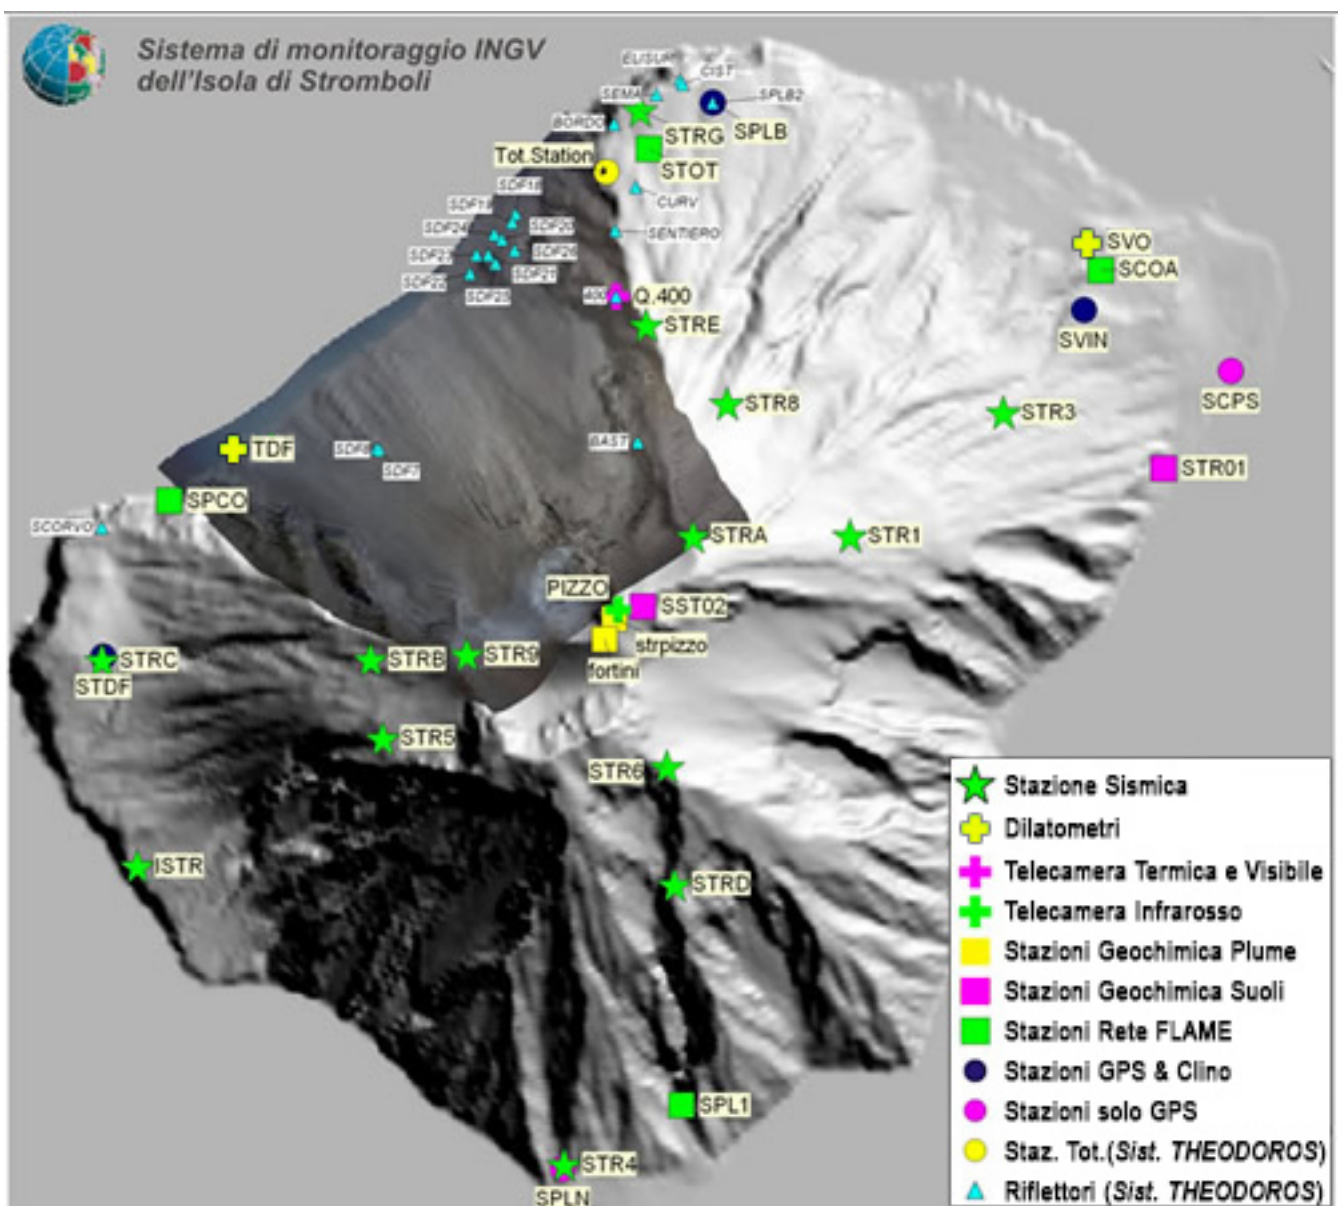 Sistema di monitoraggio INGV
dell'Isola di Stromboli
ELISUP
CIST
SEMA
SPLB2
BORDO
STRG
SPLB
Tot.Station
STOT
SDF18
CURV
SDF19
SDF24
SDF20
SENTIERO
SVO
SDF26
SCOA
SDF21
SDF22
SDF23
400
Q.400
STRE
SVIN
SCPS
STR8
STR3
TDF
SDF6
BAST
SDF7
STR01
SPCO
SCORVO
STRA
STR1
PIZZO
SST02
strpizzo
STRC
STRB
STR9
fortini
STDF
STR5
STR6
ISTR
STRD
SPL1
STR4
SPLN
Stazione Sismica
Dilatometri
Telecamera Termica e Visibile
Telecamera Infrarosso
Stazioni Geochimica Plume
Stazioni Geochimica Suoli
Stazioni Rete FLAME
Stazioni GPS & Clino
Stazioni solo GPS
Staz. Tot.(Sist. THEODOROS)
Riflettori (Sist. THEODOROS)